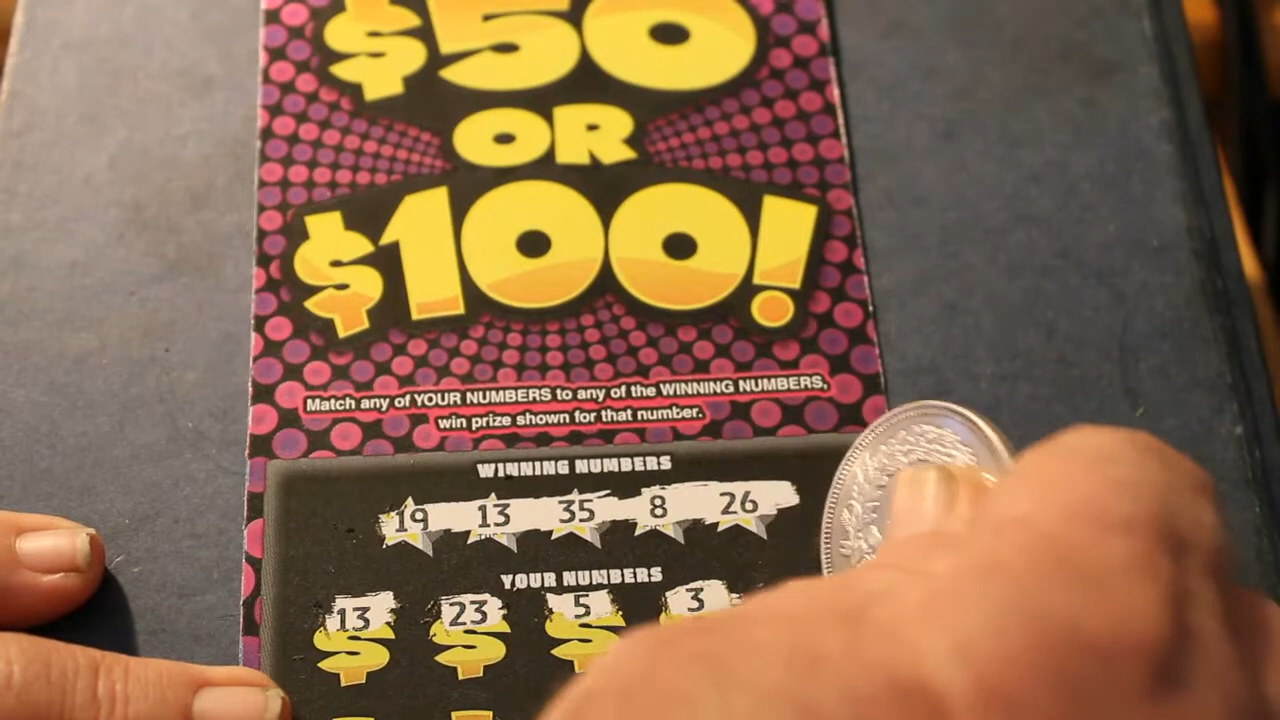 $50
OR
$100!
Match any of YOUR NUMBERS to any of the WINNING NUMBERS,
win prize shown for that number.
WINNING NUMBERS
19 13 35 8 26
YOUR NUMBERS
13 23 5 3